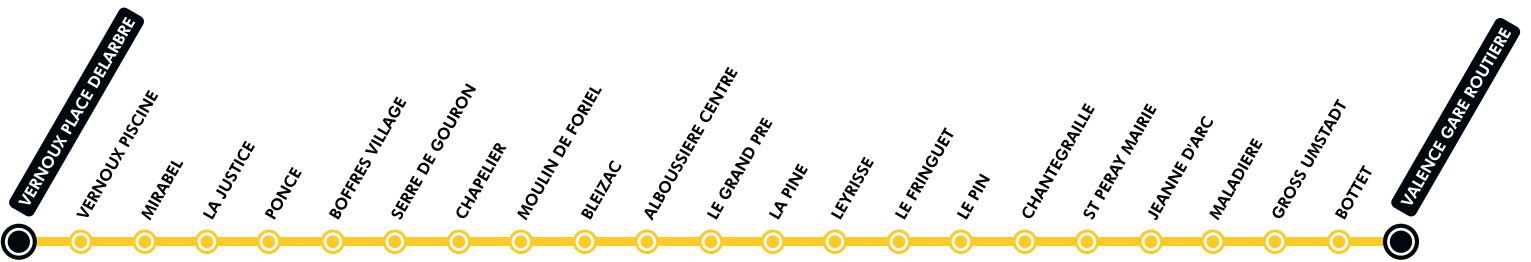 VERNOUX PLACE DELARBRE
VERNOUX PISCINE
MIRABEL
LA JUSTICE
PONCE
BOFFRES VILLAGE
SERRE DE GOURON
CHAPELIER
MOULIN DE FORIEL
BLEIZAC
ALBOUSSIERE CENTRE
LE GRAND PRE
LA PINE
LEYRISSE
LE FRINGUET
LE PIN
CHANTEGRAILLE
ST PERAY MAIRIE
JEANNE D'ARC
MALADIERE
GROSS UMSTADT
BOTTET
VALENCE GARE ROUTIERE